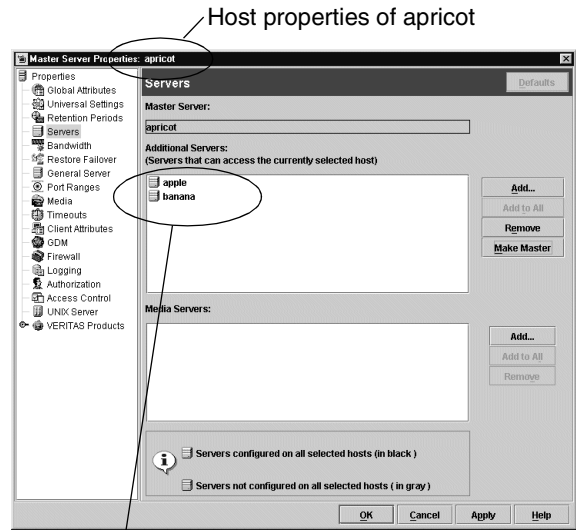 Host properties of apricot
Master Server Properties: apricot
Properties
Global Attributes
Universal Settings
Retention Periods
Servers
Bandwidth
Restore Failover
General Server
Port Ranges
Media
Timeouts
Client Attributes
GDM
Firewall
Logging
Authorization
Access Control
UNIX Server
VERITAS Products
Servers
Defaults
Master Server:
apricot
Additional Servers:
(Servers that can access the currently selected host)
apple
banana
Add...
Add to All
Remove
Make Master
Media Servers:
Add...
Add to All
Remove
Servers configured on all selected hosts (in black )
Servers not configured on all selected hosts ( in gray )
OK
Cancel
Apply
Help